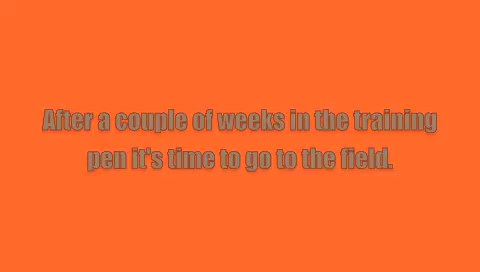 After a couple of weeks in the training
pen it's time to go to the field.